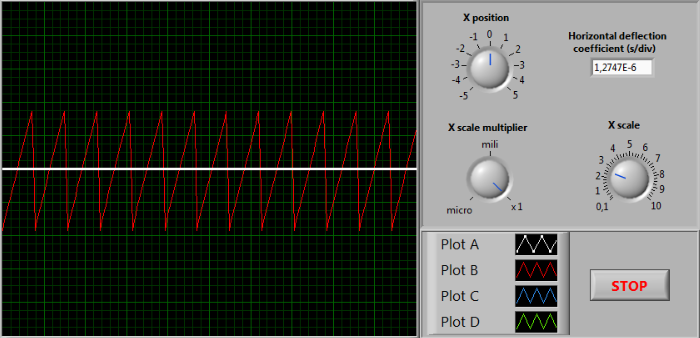 X position
-5
-4
-3
-2
-1
0
1
2
3
4
5
Horizontal deflection
coefficient (s/div)
1,2747E-6
X scale multiplier
micro
mili
x1
X scale
0,1
1
2
3
4
5
6
7
8
9
10
Plot A
Plot B
Plot C
Plot D
STOP